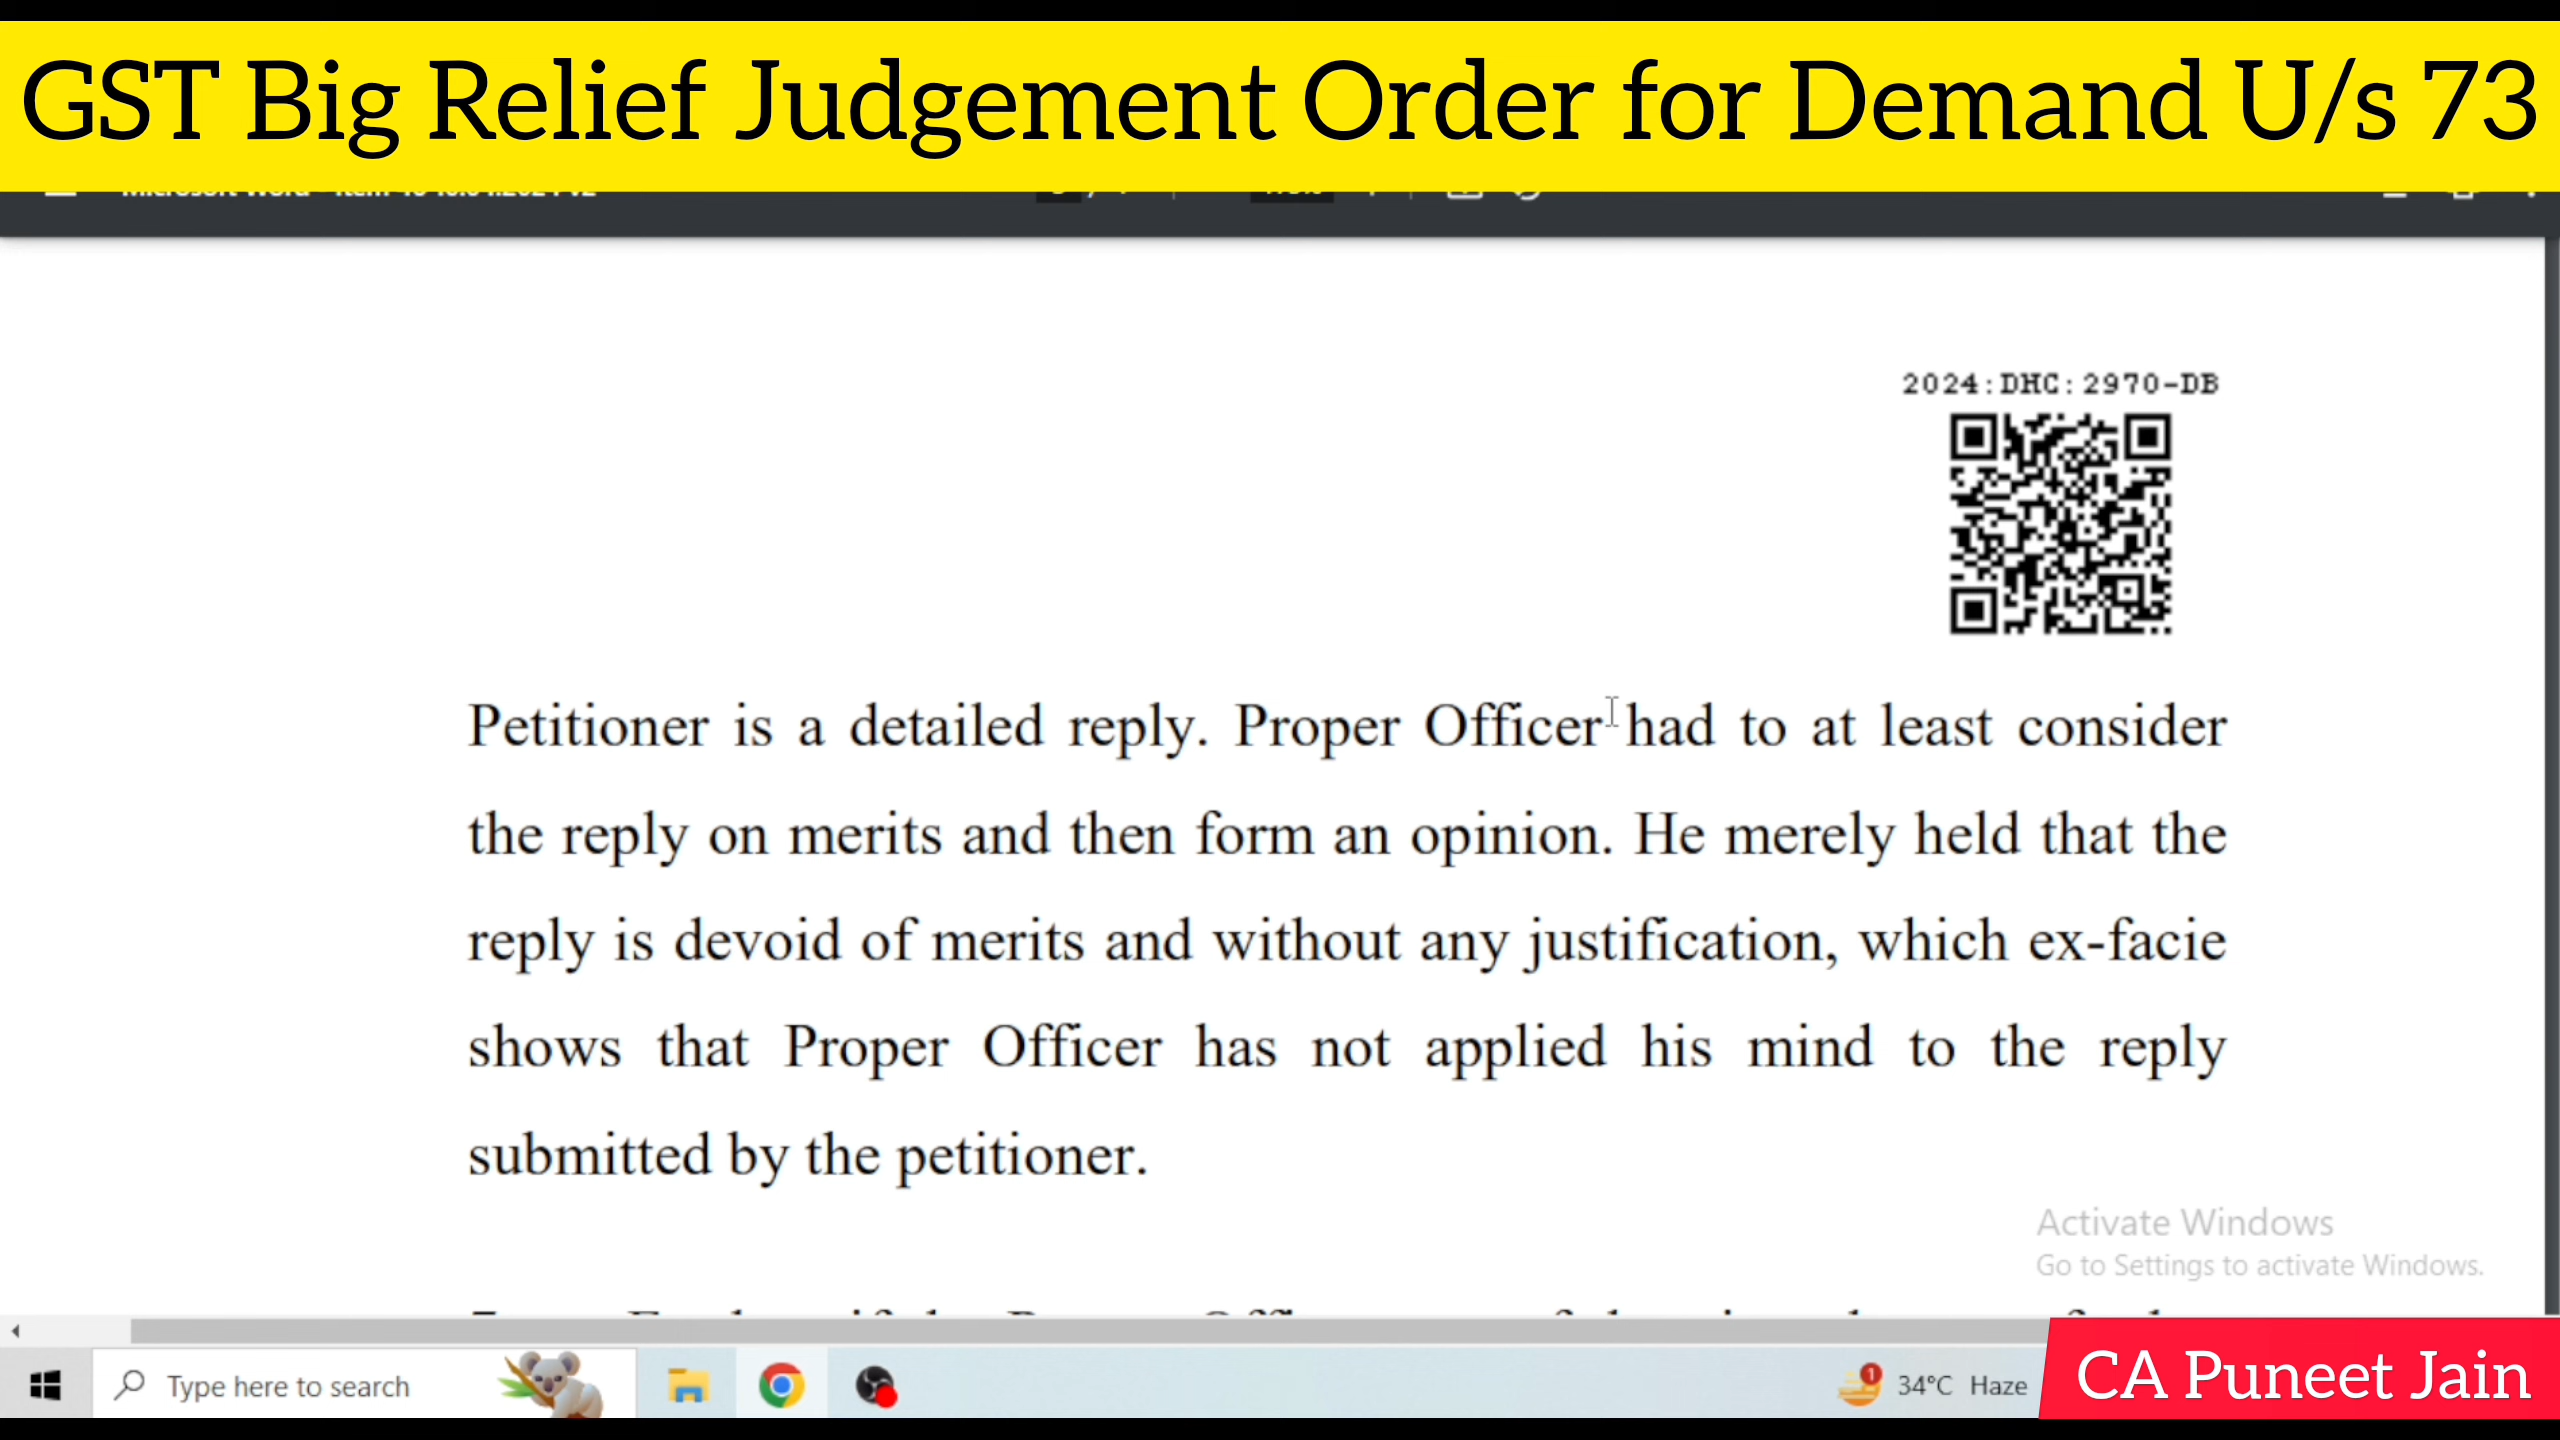 GST Big Relief Judgement Order for Demand U/s 73
2024:DHC:2970-DB
Petitioner is a detailed reply. Proper Officer had to at least consider
the reply on merits and then form an opinion. He merely held that the
reply is devoid of merits and without any justification, which ex-facie
shows that Proper Officer has not applied his mind to the reply
submitted by the petitioner.
Activate Windows
Go to Settings to activate Windows.
Type here to search
1
34°C Haze
CA Puneet Jain